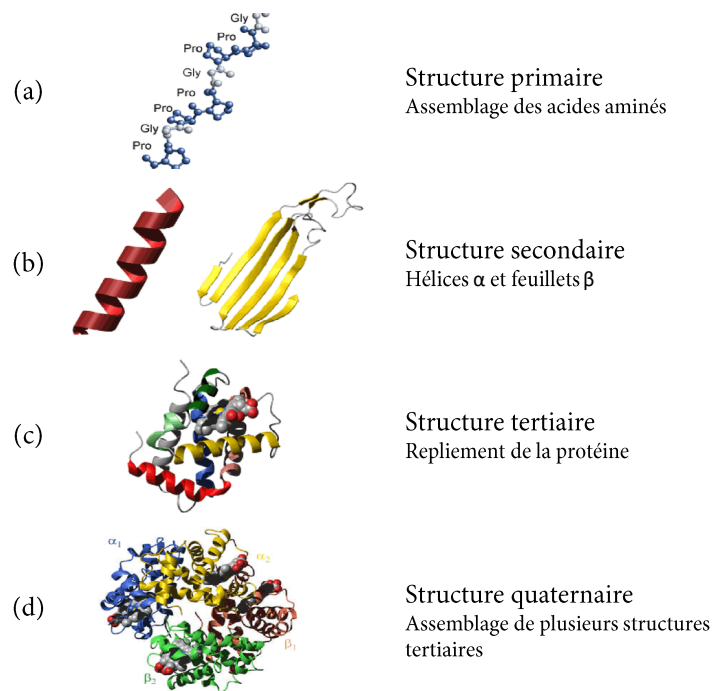 Gly
Pro
Pro
Gly
Pro
Pro
Gly
Pro
(a)
Structure primaire
Assemblage des acides aminés
(b)
Structure secondaire
Hélices α et feuillets β
(c)
Structure tertiaire
Repliement de la protéine
α₁
α₂
(d)
Structure quaternaire
Assemblage de plusieurs structures
tertiaires
β₁
β₂